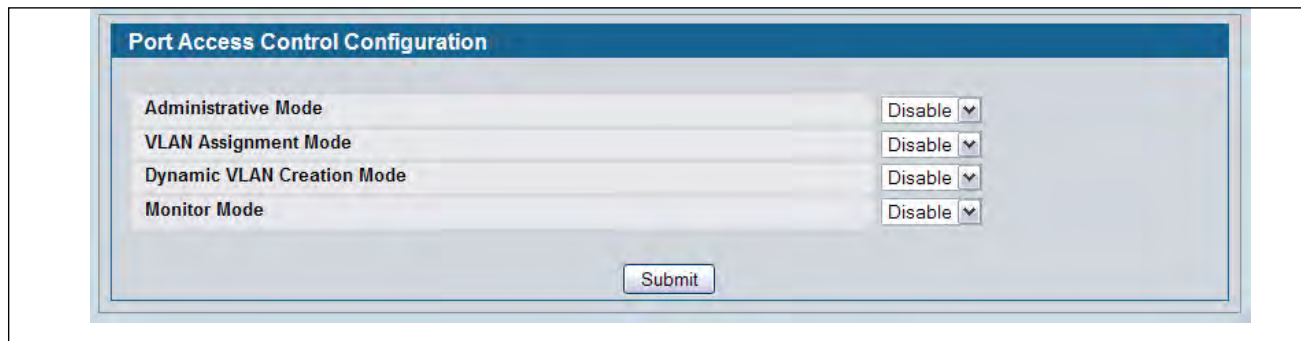 Port Access Control Configuration
Administrative Mode Disable
VLAN Assignment Mode Disable
Dynamic VLAN Creation Mode Disable
Monitor Mode Disable
Submit